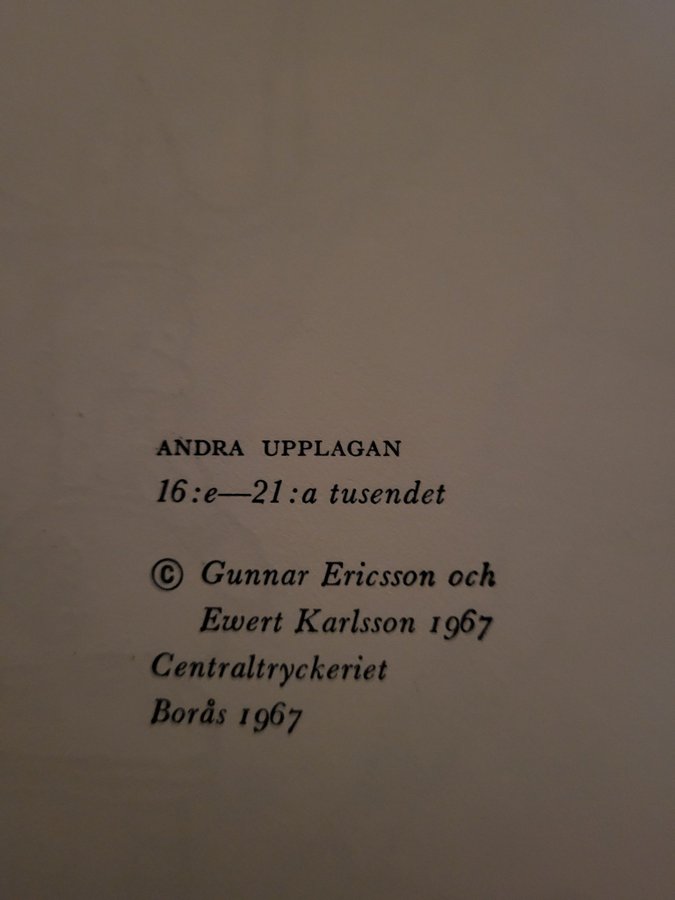 ANDRA UPPLAGAN
16:e—21:a tusendet
© Gunnar Ericsson och
Ewert Karlsson 1967
Centraltryckeriet
Borås 1967